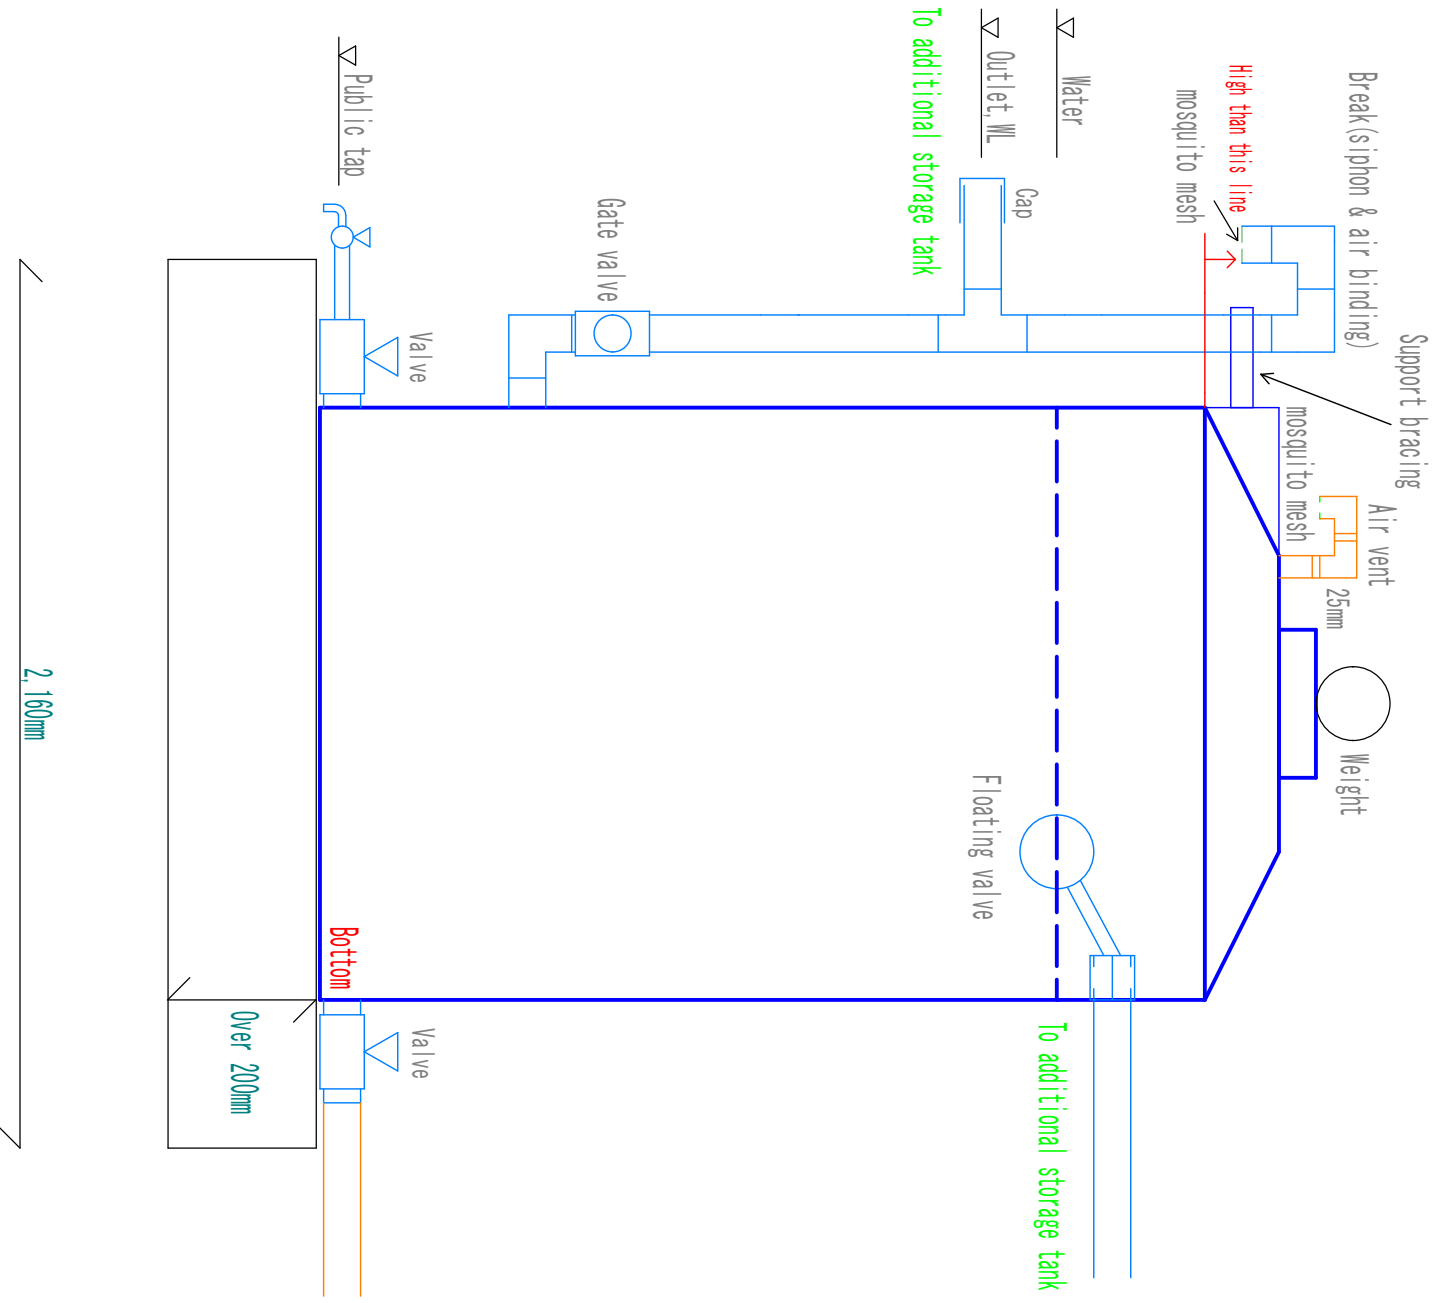 Break(siphon & air binding)
Support bracing
Air vent
25mm
Weight
High than this line
mosquito mesh
mosquito mesh
Water
Cap
Outlet, WL
Floating valve
To additional storage tank
To additional storage tank
Gate valve
Valve
Valve
Public tap
Bottom
Over 200mm
2,160mm